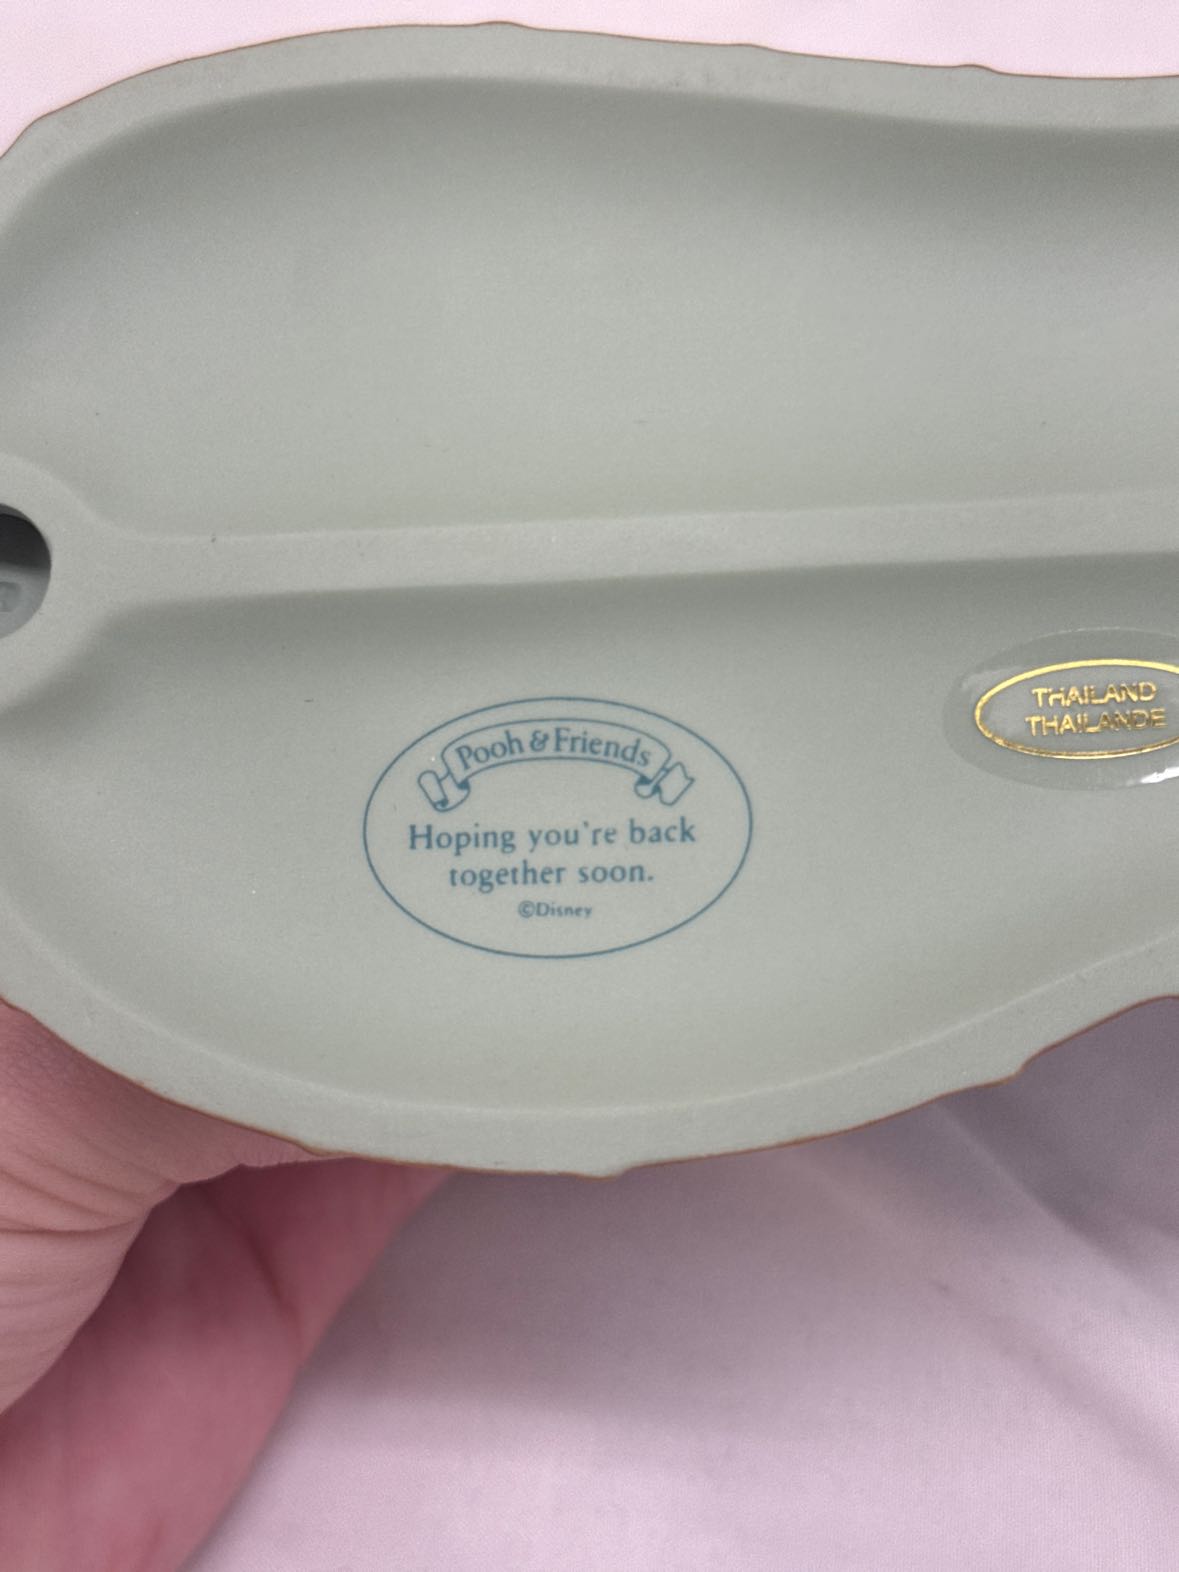 Pooh & Friends
Hoping you're back
together soon.
©Disney
THAILAND
THAILANDE